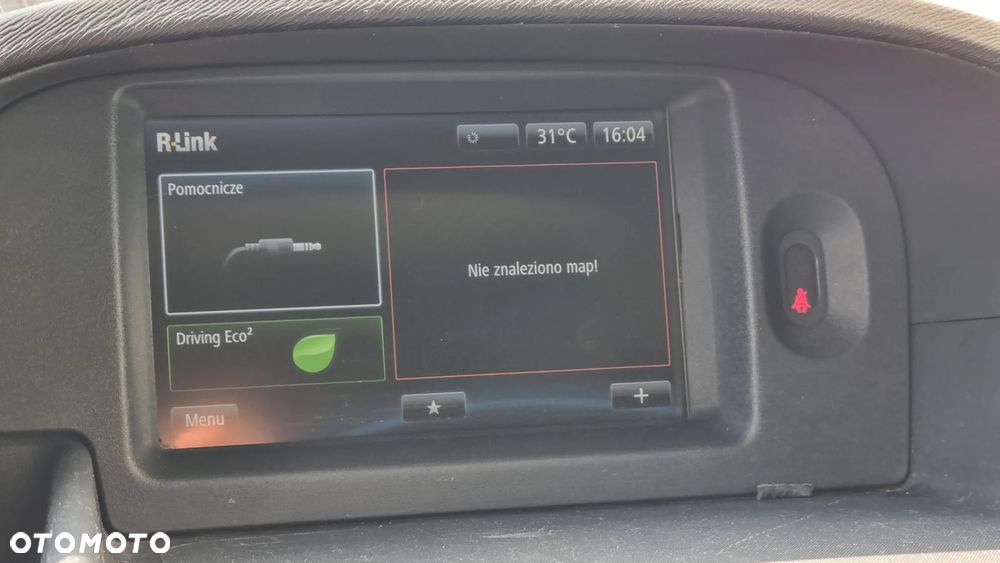 R-Link
31°C
16:04
Pomocnicze
Nie znaleziono map!
Driving Eco²
Menu
OTOMOTO